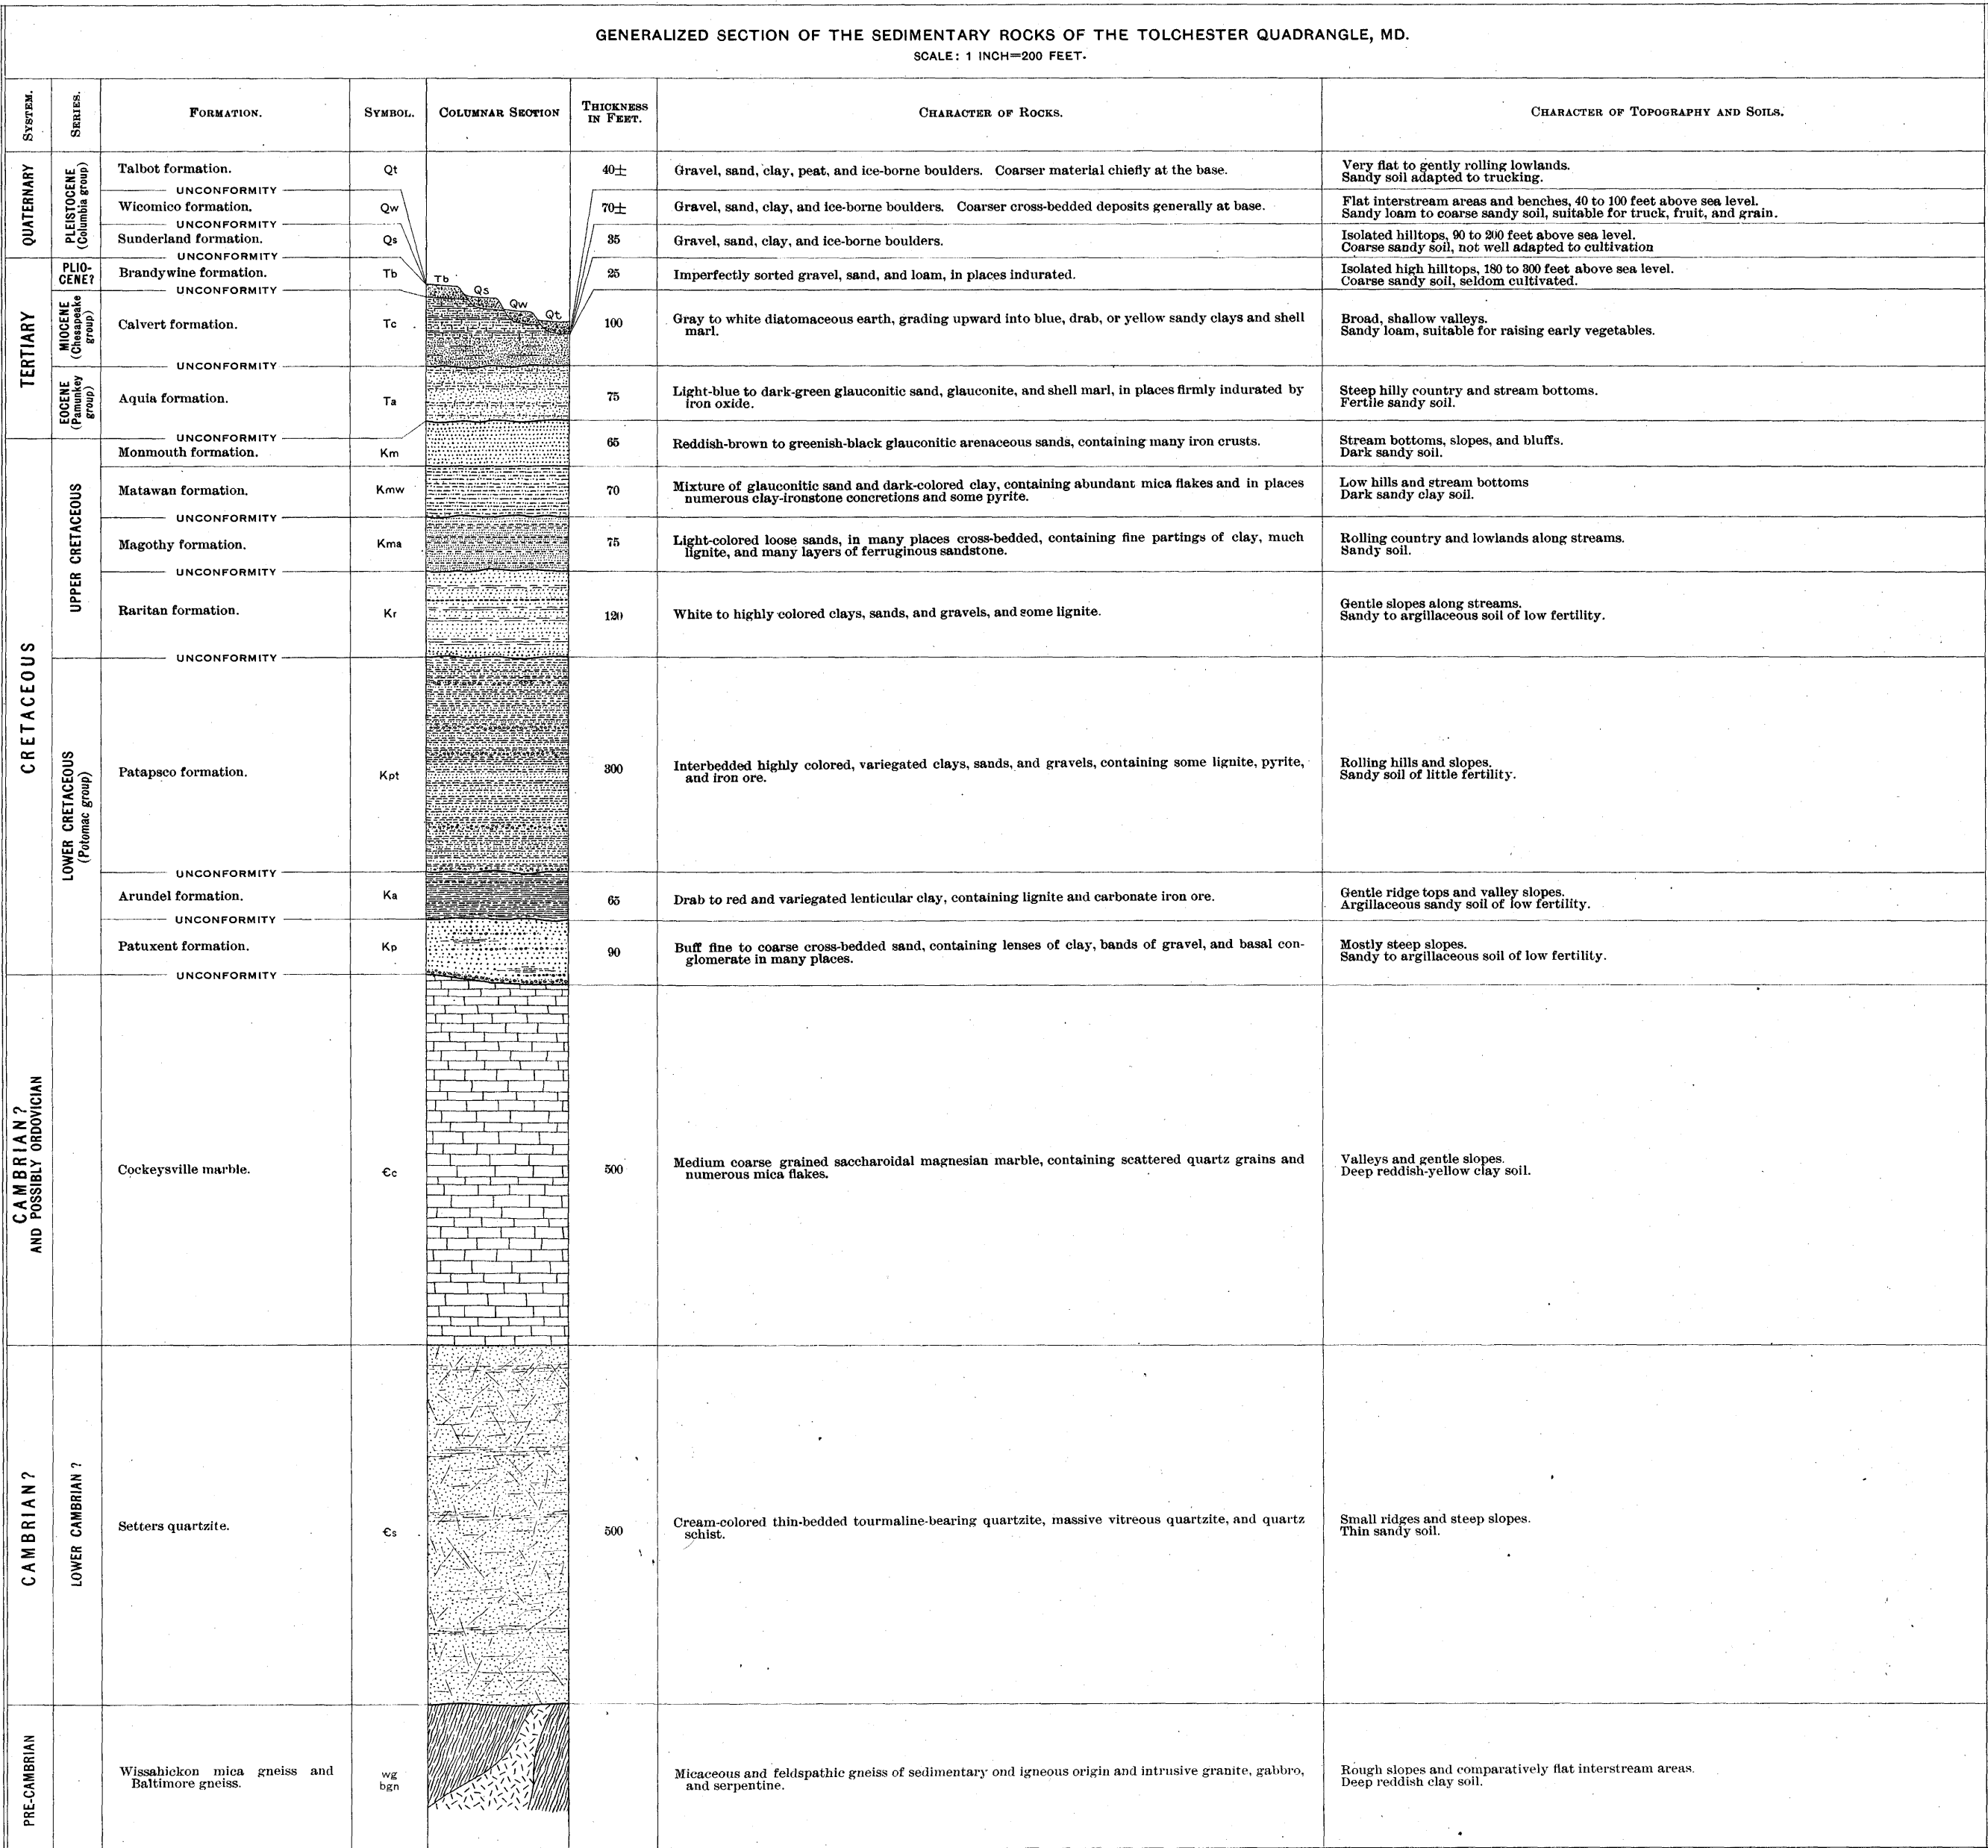 GENERALIZED SECTION OF THE SEDIMENTARY ROCKS OF THE TOLCHESTER QUADRANGLE, MD.
SCALE: 1 INCH=200 FEET.
SYSTEM.
SERIES.
FORMATION.
SYMBOL.
COLUMNAR SECTION
THICKNESS
IN FEET.
CHARACTER OF ROCKS.
CHARACTER OF TOPOGRAPHY AND SOILS.
QUATERNARY
PLEISTOCENE
(Columbia group)
Talbot formation.
Qt
40±
Gravel, sand, clay, peat, and ice-borne boulders. Coarser material chiefly at the base.
Very flat to gently rolling lowlands.
Sandy soil adapted to trucking.
UNCONFORMITY
Wicomico formation.
Qw
70±
Gravel, sand, clay, and ice-borne boulders. Coarser cross-bedded deposits generally at base.
Flat interstream areas and benches, 40 to 100 feet above sea level.
Sandy loam to coarse sandy soil, suitable for truck, fruit, and grain.
UNCONFORMITY
Sunderland formation.
Qs
35
Gravel, sand, clay, and ice-borne boulders.
Isolated hilltops, 90 to 200 feet above sea level.
Coarse sandy soil, not well adapted to cultivation
UNCONFORMITY
TERTIARY
PLIO-
CENE?
Brandywine formation.
Tb
25
Imperfectly sorted gravel, sand, and loam, in places indurated.
Isolated high hilltops, 180 to 300 feet above sea level.
Coarse sandy soil, seldom cultivated.
UNCONFORMITY
Tb
Qs
Qw
Qt
MIOCENE
(Chesapeake
group)
Calvert formation.
Tc
100
Gray to white diatomaceous earth, grading upward into blue, drab, or yellow sandy clays and shell
marl.
Broad, shallow valleys.
Sandy loam, suitable for raising early vegetables.
UNCONFORMITY
EOCENE
(Pamunkey
group)
Aquia formation.
Ta
75
Light-blue to dark-green glauconitic sand, glauconite, and shell marl, in places firmly indurated by
iron oxide.
Steep hilly country and stream bottoms.
Fertile sandy soil.
UNCONFORMITY
CRETACEOUS
UPPER CRETACEOUS
Monmouth formation.
Km
65
Reddish-brown to greenish-black glauconitic arenaceous sands, containing many iron crusts.
Stream bottoms, slopes, and bluffs.
Dark sandy soil.
Matawan formation.
Kmw
70
Mixture of glauconitic sand and dark-colored clay, containing abundant mica flakes and in places
numerous clay-ironstone concretions and some pyrite.
Low hills and stream bottoms
Dark sandy clay soil.
UNCONFORMITY
Magothy formation.
Kma
75
Light-colored loose sands, in many places cross-bedded, containing fine partings of clay, much
lignite, and many layers of ferruginous sandstone.
Rolling country and lowlands along streams.
Sandy soil.
UNCONFORMITY
Raritan formation.
Kr
120
White to highly colored clays, sands, and gravels, and some lignite.
Gentle slopes along streams.
Sandy to argillaceous soil of low fertility.
UNCONFORMITY
LOWER CRETACEOUS
(Potomac group)
Patapsco formation.
Kpt
300
Interbedded highly colored, variegated clays, sands, and gravels, containing some lignite, pyrite,
and iron ore.
Rolling hills and slopes.
Sandy soil of little fertility.
UNCONFORMITY
Arundel formation.
Ka
65
Drab to red and variegated lenticular clay, containing lignite and carbonate iron ore.
Gentle ridge tops and valley slopes.
Argillaceous sandy soil of low fertility.
UNCONFORMITY
Patuxent formation.
Kp
90
Buff fine to coarse cross-bedded sand, containing lenses of clay, bands of gravel, and basal con-
glomerate in many places.
Mostly steep slopes.
Sandy to argillaceous soil of low fertility.
UNCONFORMITY
CAMBRIAN?
AND POSSIBLY ORDOVICIAN
Cockeysville marble.
Єc
500
Medium coarse grained saccharoidal magnesian marble, containing scattered quartz grains and
numerous mica flakes.
Valleys and gentle slopes.
Deep reddish-yellow clay soil.
CAMBRIAN?
LOWER CAMBRIAN?
Setters quartzite.
Єs
500
Cream-colored thin-bedded tourmaline-bearing quartzite, massive vitreous quartzite, and quartz
schist.
Small ridges and steep slopes.
Thin sandy soil.
PRE-CAMBRIAN
Wissahickon mica gneiss and
Baltimore gneiss.
wg
bgn
Micaceous and feldspathic gneiss of sedimentary ond igneous origin and intrusive granite, gabbro,
and serpentine.
Rough slopes and comparatively flat interstream areas.
Deep reddish clay soil.